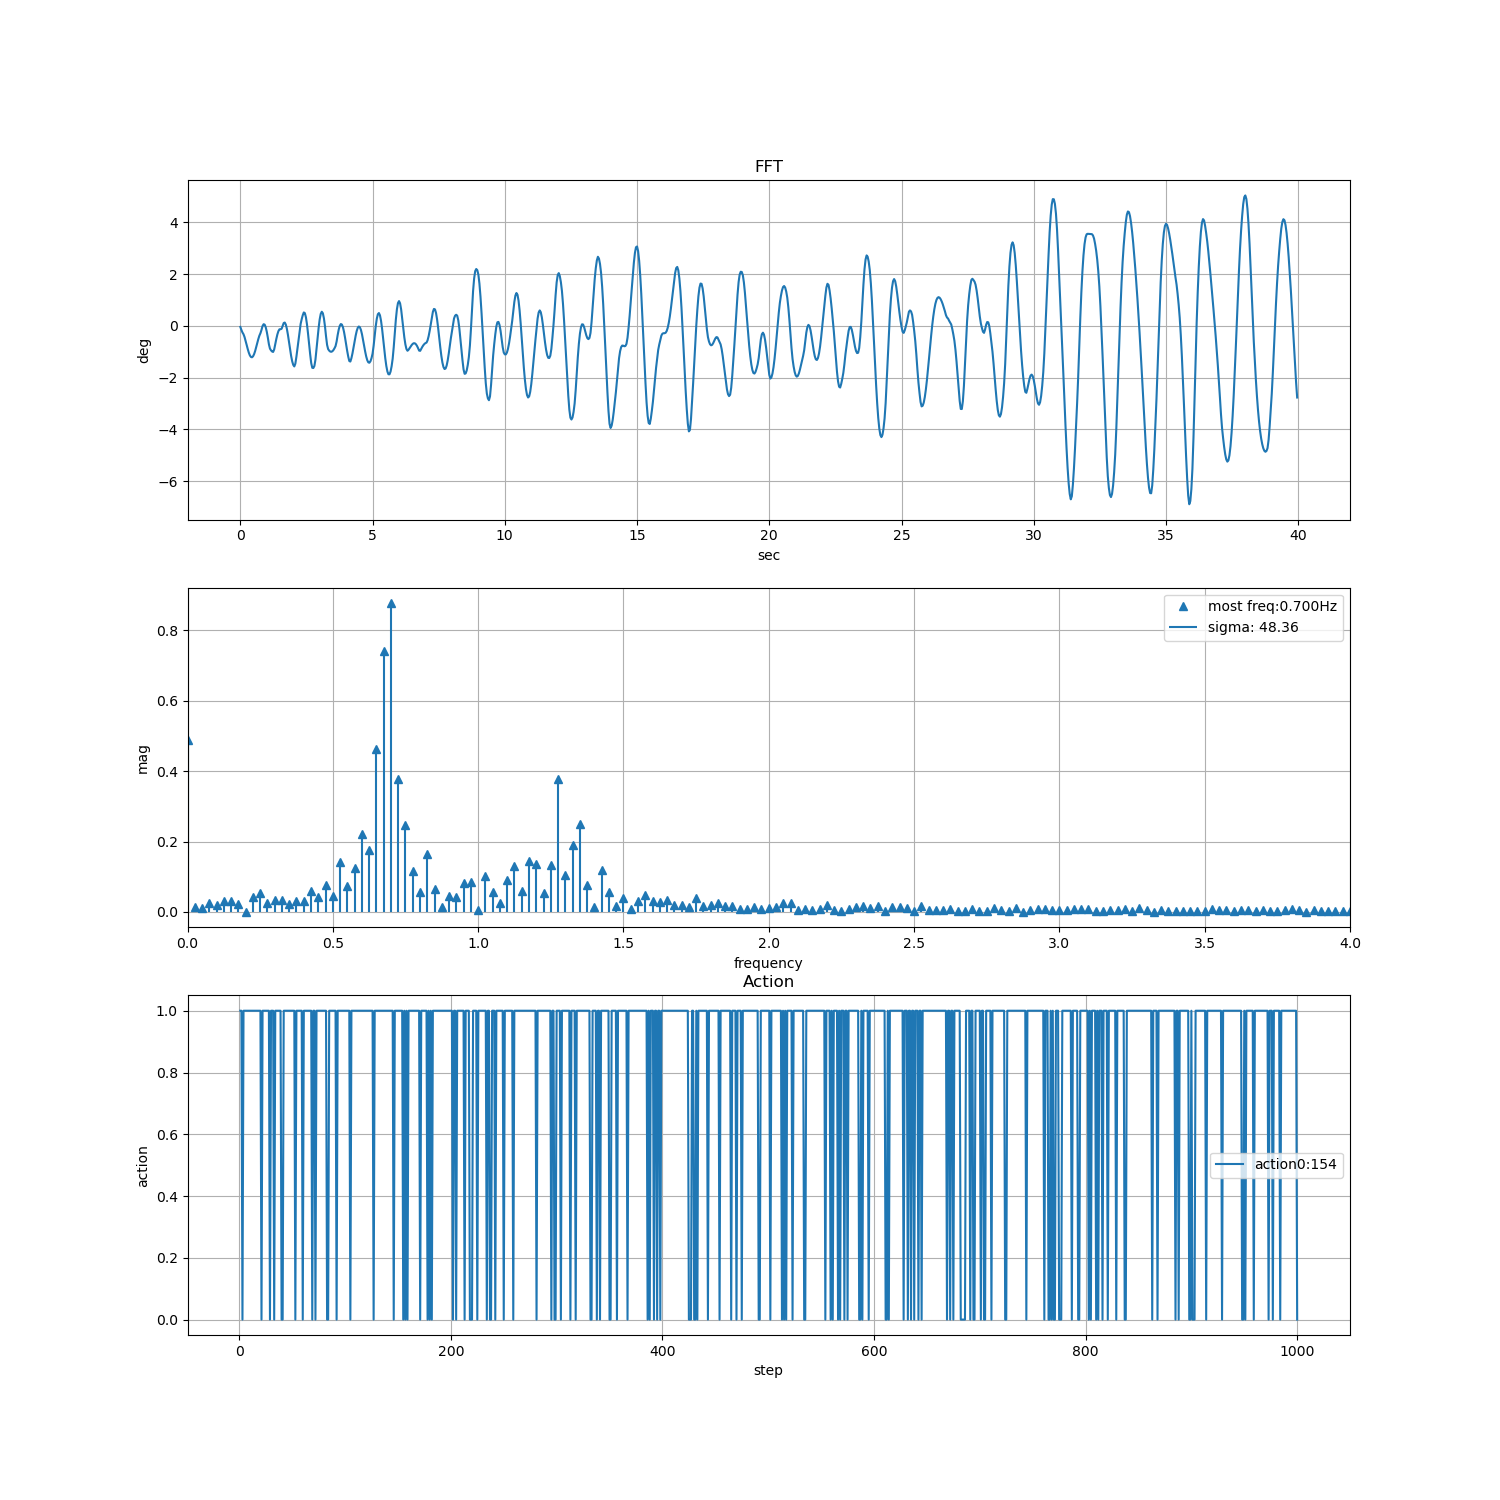 FFT
4
2
0
−2
−4
−6
deg
0 5 10 15 20 25 30 35 40
sec
most freq:0.700Hz
sigma: 48.36
0.8
0.6
0.4
0.2
0.0
mag
0.0 0.5 1.0 1.5 2.0 2.5 3.0 3.5 4.0
frequency
Action
1.0
0.8
0.6
0.4
0.2
0.0
action
action0:154
0 200 400 600 800 1000
step